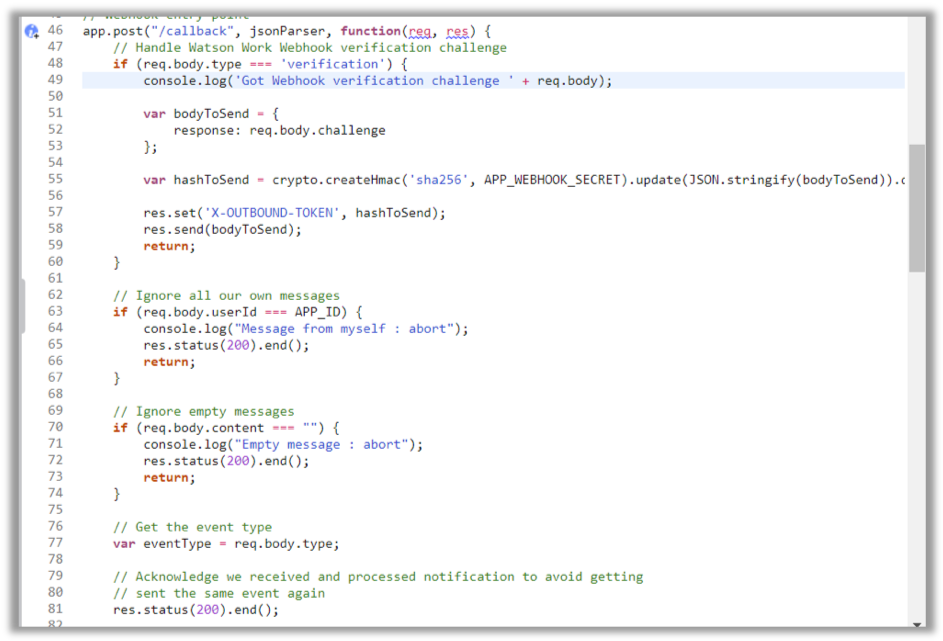 // Webhook entry point
46 app.post("/callback", jsonParser, function(req, res) {
47 // Handle Watson Work Webhook verification challenge
48 if (req.body.type === 'verification') {
49 console.log('Got Webhook verification challenge ' + req.body);
50
51 var bodyToSend = {
52 response: req.body.challenge
53 };
54
55 var hashToSend = crypto.createHmac('sha256', APP_WEBHOOK_SECRET).update(JSON.stringify(bodyToSend)).
56
57 res.set('X-OUTBOUND-TOKEN', hashToSend);
58 res.send(bodyToSend);
59 return;
60 }
61
62 // Ignore all our own messages
63 if (req.body.userId === APP_ID) {
64 console.log("Message from myself : abort");
65 res.status(200).end();
66 return;
67 }
68
69 // Ignore empty messages
70 if (req.body.content === "") {
71 console.log("Empty message : abort");
72 res.status(200).end();
73 return;
74 }
75
76 // Get the event type
77 var eventType = req.body.type;
78
79 // Acknowledge we received and processed notification to avoid getting
80 // sent the same event again
81 res.status(200).end();
82